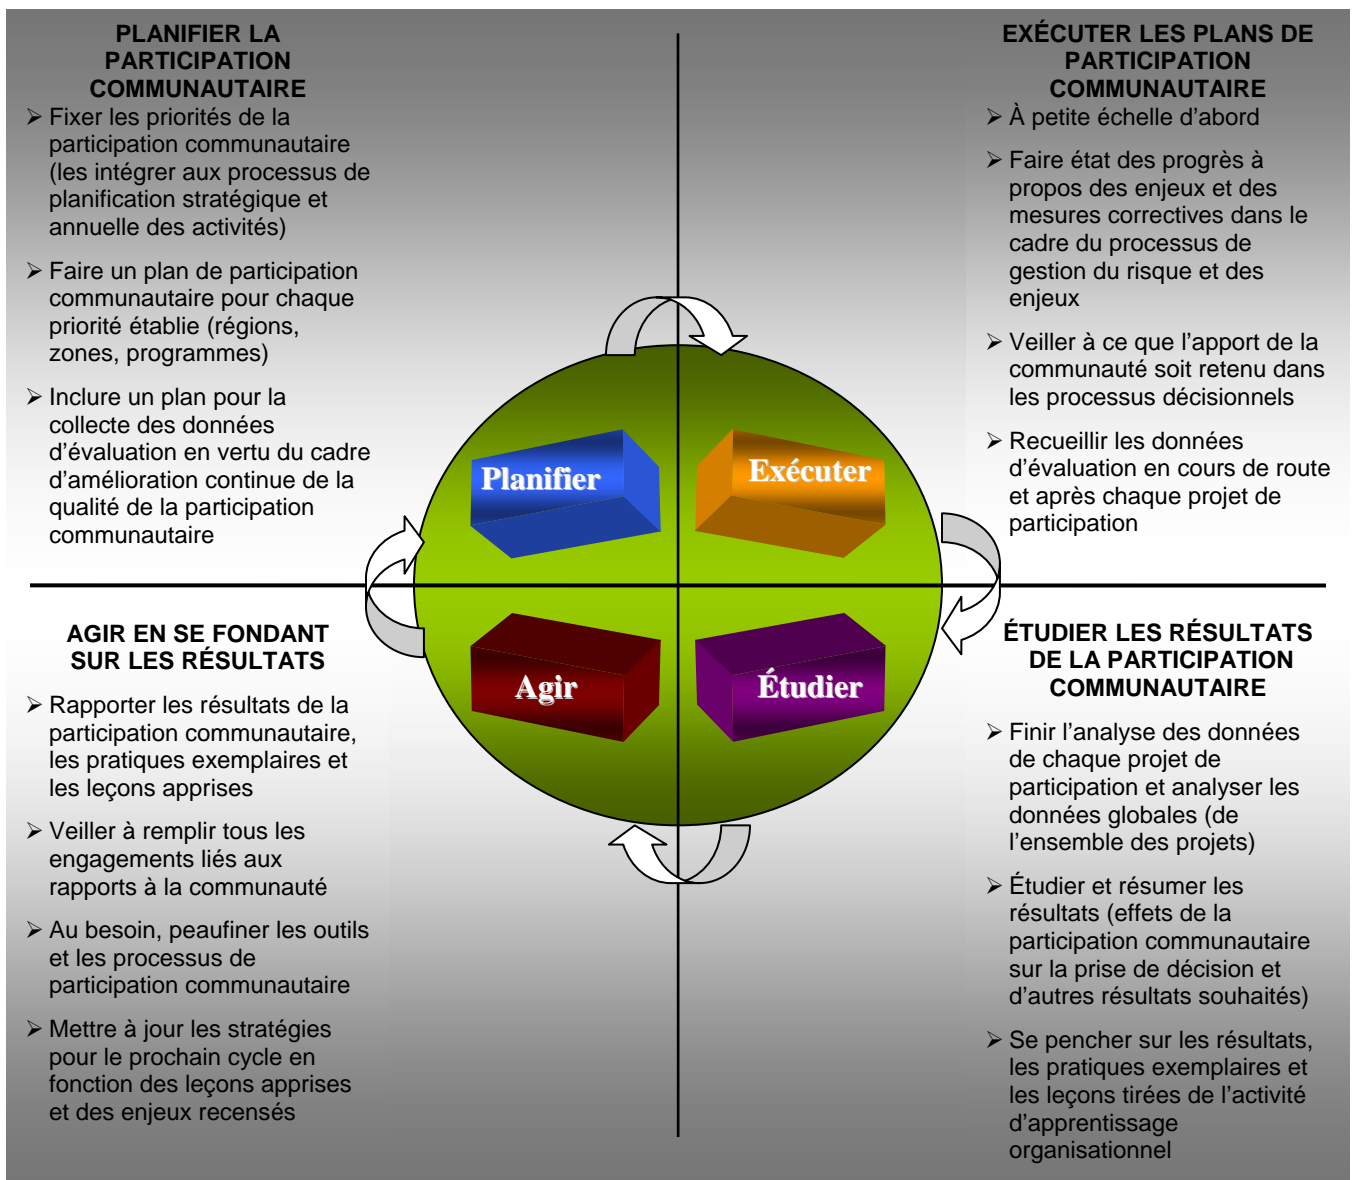 PLANIFIER LA
PARTICIPATION
COMMUNAUTAIRE
➢ Fixer les priorités de la
participation communautaire
(les intégrer aux processus de
planification stratégique et
annuelle des activités)
➢ Faire un plan de participation
communautaire pour chaque
priorité établie (régions,
zones, programmes)
➢ Inclure un plan pour la
collecte des données
d’évaluation en vertu du cadre
d’amélioration continue de la
qualité de la participation
communautaire
EXÉCUTER LES PLANS DE
PARTICIPATION
COMMUNAUTAIRE
➢ À petite échelle d’abord
➢ Faire état des progrès à
propos des enjeux et des
mesures correctives dans le
cadre du processus de
gestion du risque et des
enjeux
➢ Veiller à ce que l’apport de la
communauté soit retenu dans
les processus décisionnels
➢ Recueillir les données
d’évaluation en cours de route
et après chaque projet de
participation
Planifier
Exécuter
Agir
Étudier
AGIR EN SE FONDANT
SUR LES RÉSULTATS
➢ Rapporter les résultats de la
participation communautaire,
les pratiques exemplaires et
les leçons apprises
➢ Veiller à remplir tous les
engagements liés aux
rapports à la communauté
➢ Au besoin, peaufiner les outils
et les processus de
participation communautaire
➢ Mettre à jour les stratégies
pour le prochain cycle en
fonction des leçons apprises
et des enjeux recensés
ÉTUDIER LES RÉSULTATS
DE LA PARTICIPATION
COMMUNAUTAIRE
➢ Finir l’analyse des données
de chaque projet de
participation et analyser les
données globales (de
l’ensemble des projets)
➢ Étudier et résumer les
résultats (effets de la
participation communautaire
sur la prise de décision et
d’autres résultats souhaités)
➢ Se pencher sur les résultats,
les pratiques exemplaires et
les leçons tirées de l’activité
d’apprentissage
organisationnel